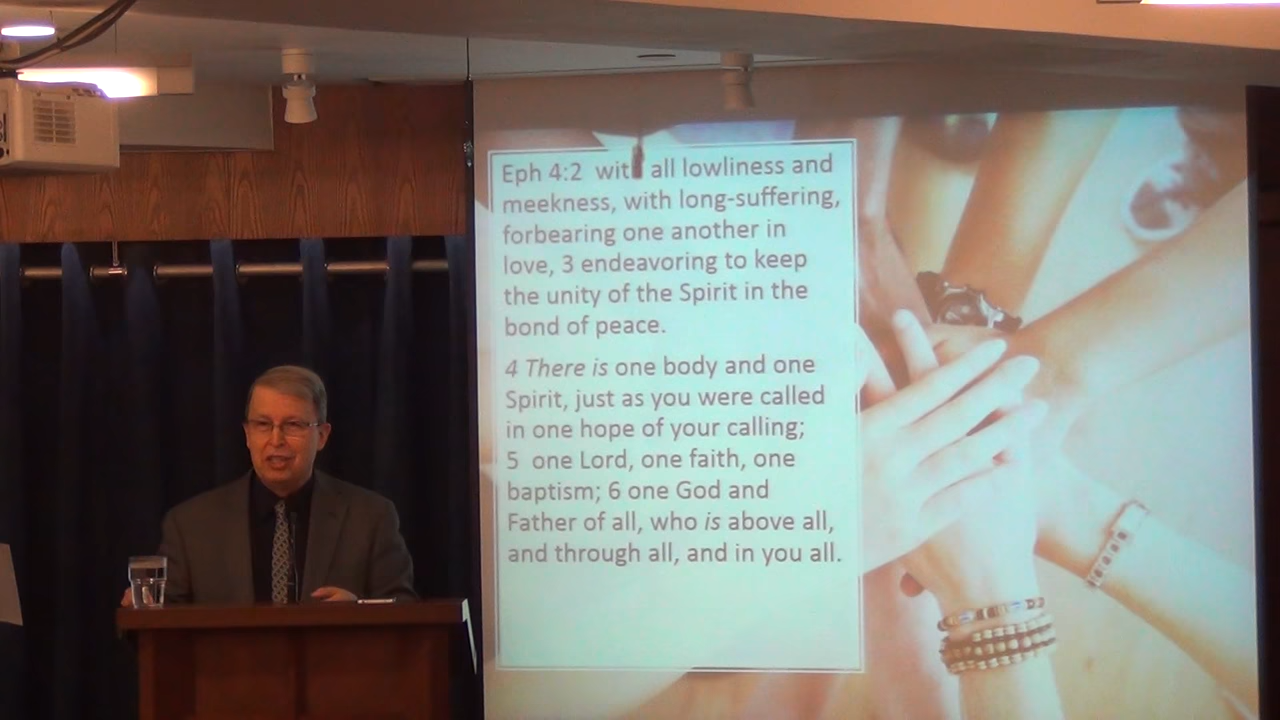 Eph 4:2 with all lowliness and
meekness, with long-suffering,
forbearing one another in
love, 3 endeavoring to keep
the unity of the Spirit in the
bond of peace.
4 There is one body and one
Spirit, just as you were called
in one hope of your calling;
5 one Lord, one faith, one
baptism; 6 one God and
Father of all, who is above all,
and through all, and in you all.